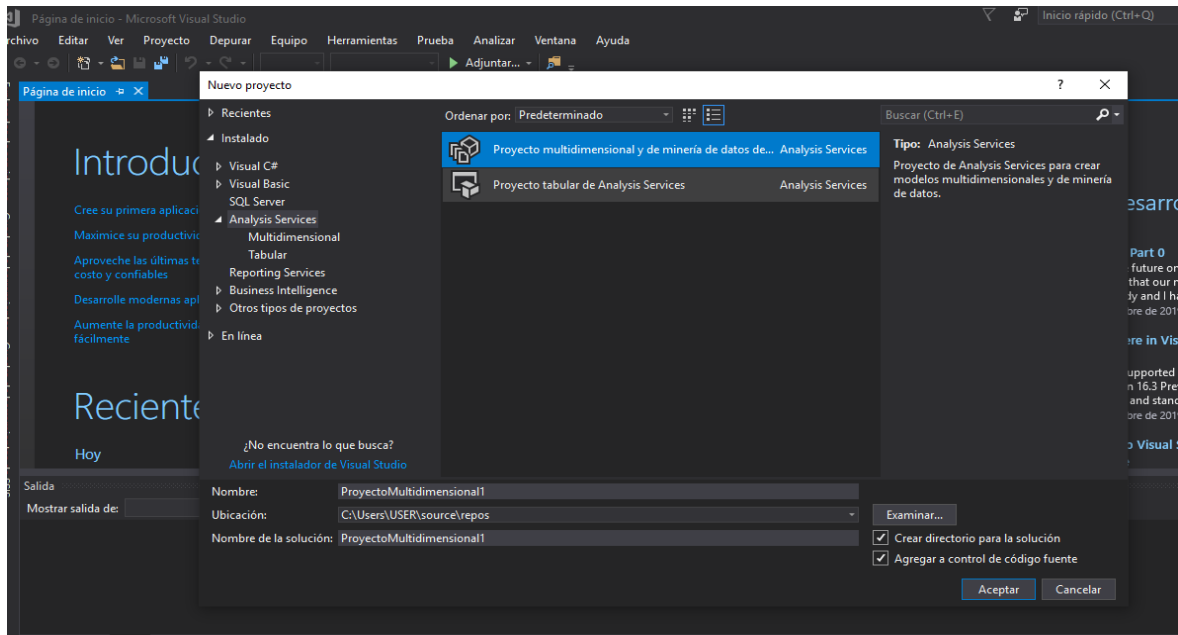 Página de inicio - Microsoft Visual Studio
Inicio rápido (Ctrl+Q)
rchivo Editar Ver Proyecto Depurar Equipo Herramientas Prueba Analizar Ventana Ayuda
Adjuntar...
Página de inicio
Introduc
Cree su primera aplicaci
Maximice su productivid
Aproveche las últimas te
costo y confiables
Desarrolle modernas apl
Aumente la productivida
fácilmente
Reciente
Hoy
Nuevo proyecto
Recientes
Instalado
Visual C#
Visual Basic
SQL Server
Analysis Services
Multidimensional
Tabular
Reporting Services
Business Intelligence
Otros tipos de proyectos
En línea
¿No encuentra lo que busca?
Abrir el instalador de Visual Studio
Ordenar por: Predeterminado
Proyecto multidimensional y de minería de datos de... Analysis Services
Proyecto tabular de Analysis Services Analysis Services
Buscar (Ctrl+E)
Tipo: Analysis Services
Proyecto de Analysis Services para crear
modelos multidimensionales y de minería
de datos.
Nombre: ProyectoMultidimensional1
Ubicación: C:\Users\USER\source\repos
Examinar...
Nombre de la solución: ProyectoMultidimensional1
Crear directorio para la solución
Agregar a control de código fuente
Aceptar Cancelar
esarro
Part 0
future on
that our n
dy and I ha
bre de 201
ere in Vis
upported
n 16.3 Pre
and stand
bre de 201
o Visual S
Salida
Mostrar salida de: